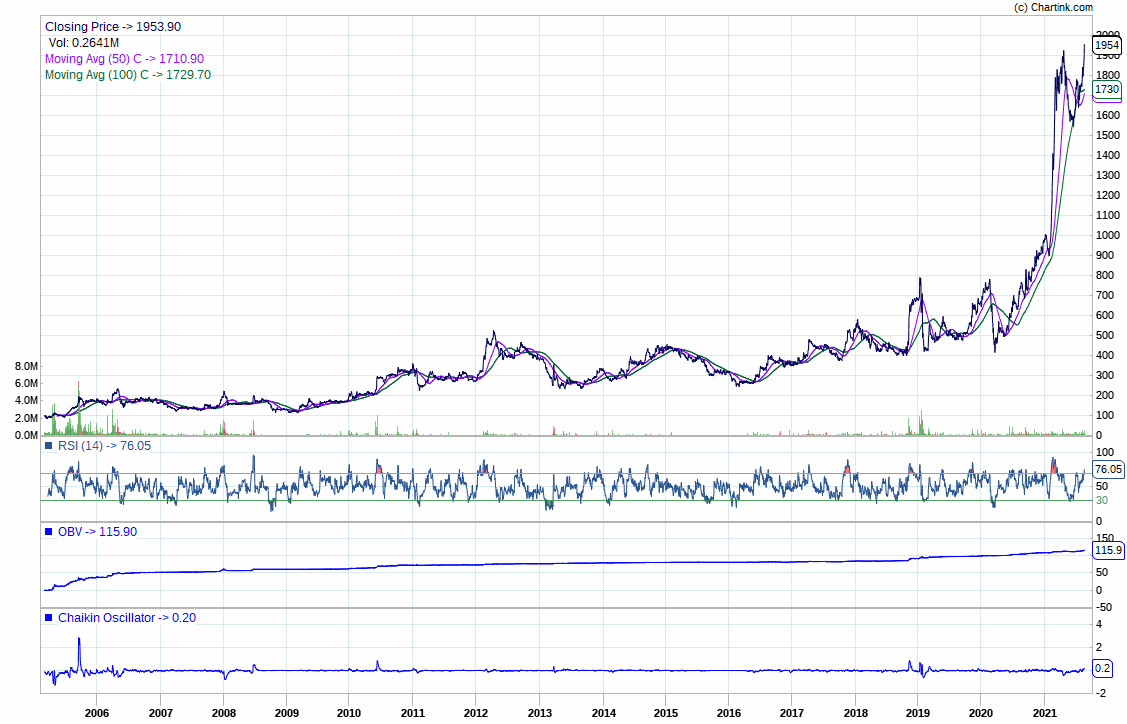 (c) Chartink.com
Closing Price -> 1953.90
Vol: 0.2641M
Moving Avg (50) C -> 1710.90
Moving Avg (100) C -> 1729.70
2000
1954
1900
1800
1730
1600
1500
1400
1300
1200
1100
1000
900
800
700
600
500
400
300
200
100
0
8.0M
6.0M
4.0M
2.0M
0.0M
RSI (14) -> 76.05
100
76.05
50
30
0
OBV -> 115.90
150
115.9
50
0
-50
Chaikin Oscillator -> 0.20
4
2
0.2
-2
2006 2007 2008 2009 2010 2011 2012 2013 2014 2015 2016 2017 2018 2019 2020 2021